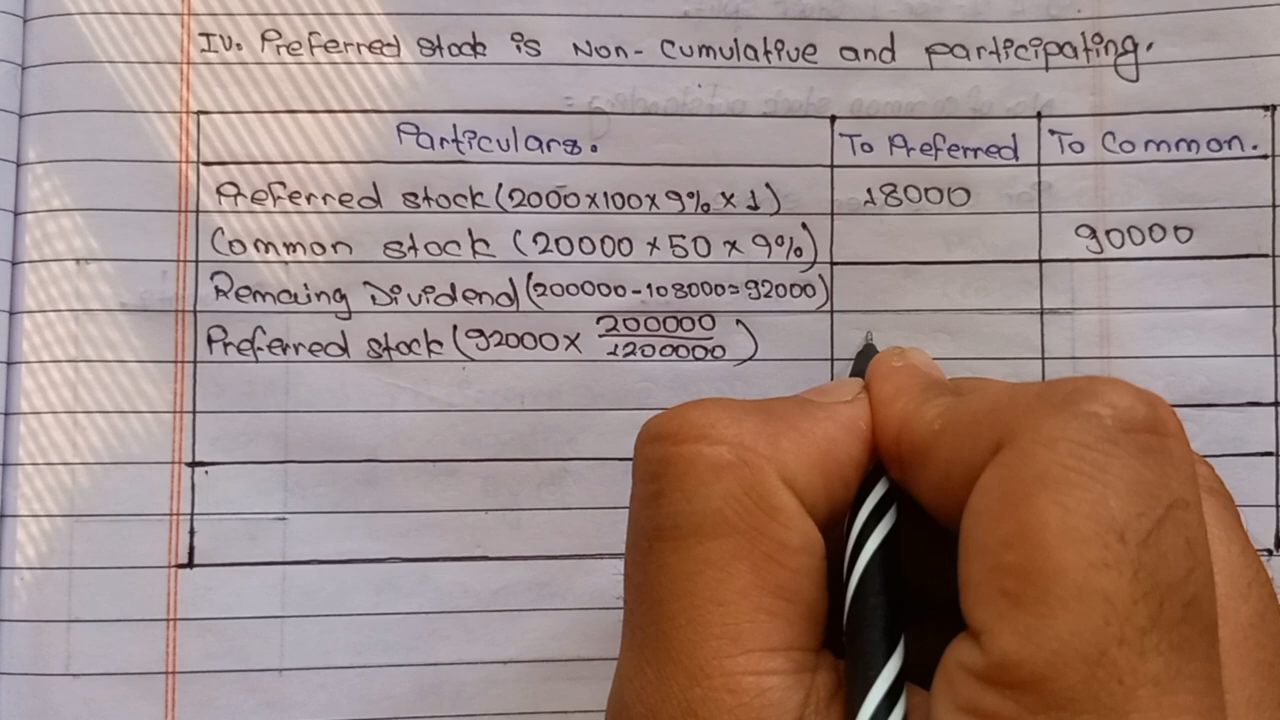 IV. Preferred stock is Non-cumulative and participating.
Particulars. To Preferred To Common.
Preferred stock (2000×100×9%×1) 18000
Common stock (20000×50×9%) 90000
Remaing Dividend (200000-108000=92000)
Preferred stock (92000× 200000/1200000)